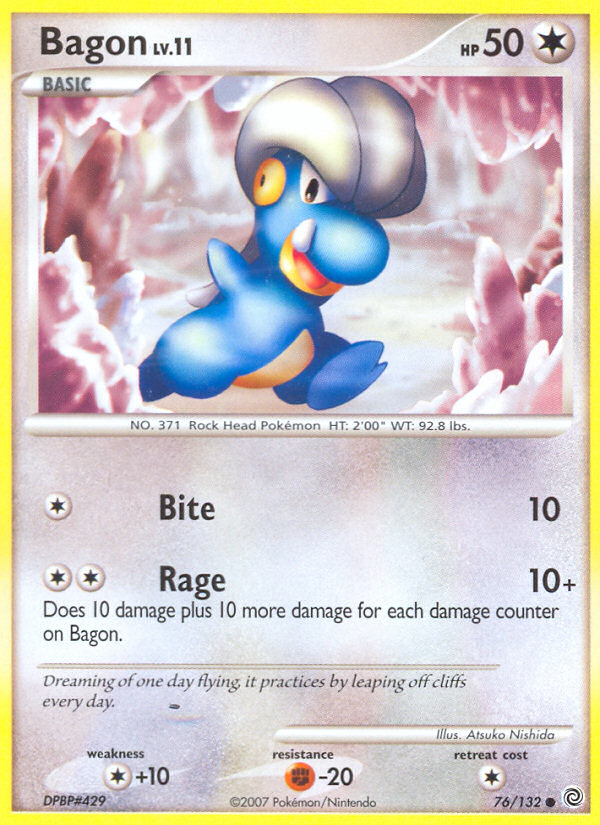 Bagon LV.11
HP 50
BASIC
NO. 371 Rock Head Pokémon HT: 2'00" WT: 92.8 lbs.
Bite 10
Rage 10+
Does 10 damage plus 10 more damage for each damage counter
on Bagon.
Dreaming of one day flying, it practices by leaping off cliffs
every day.
Illus. Atsuko Nishida
weakness resistance retreat cost
+10 -20
DPBP#429 ©2007 Pokémon/Nintendo 76/132